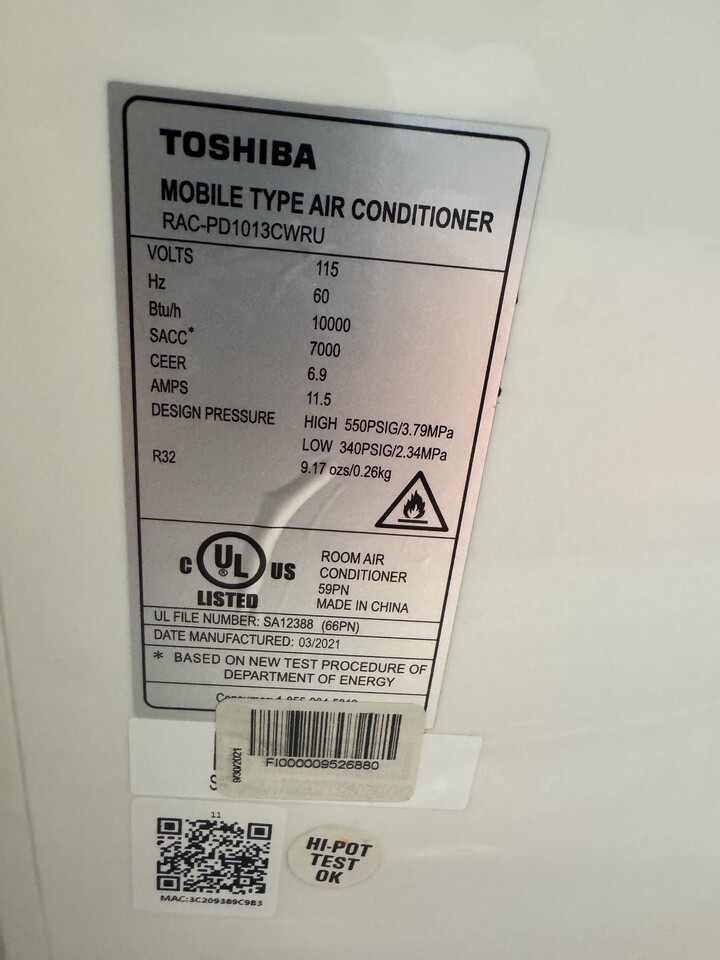 TOSHIBA
MOBILE TYPE AIR CONDITIONER
RAC-PD1013CWRU
VOLTS 115
Hz 60
Btu/h 10000
SACC* 7000
CEER 6.9
AMPS 11.5
DESIGN PRESSURE HIGH 550PSIG/3.79MPa
LOW 340PSIG/2.34MPa
R32 9.17 ozs/0.26kg
C UL ® US
LISTED
ROOM AIR
CONDITIONER
59PN
MADE IN CHINA
UL FILE NUMBER: SA12388 (66PN)
DATE MANUFACTURED: 03/2021
* BASED ON NEW TEST PROCEDURE OF
DEPARTMENT OF ENERGY
9/30/2021
FI000009526880
S
11
MAC:3C209389C9B3
HI-POT
TEST
OK